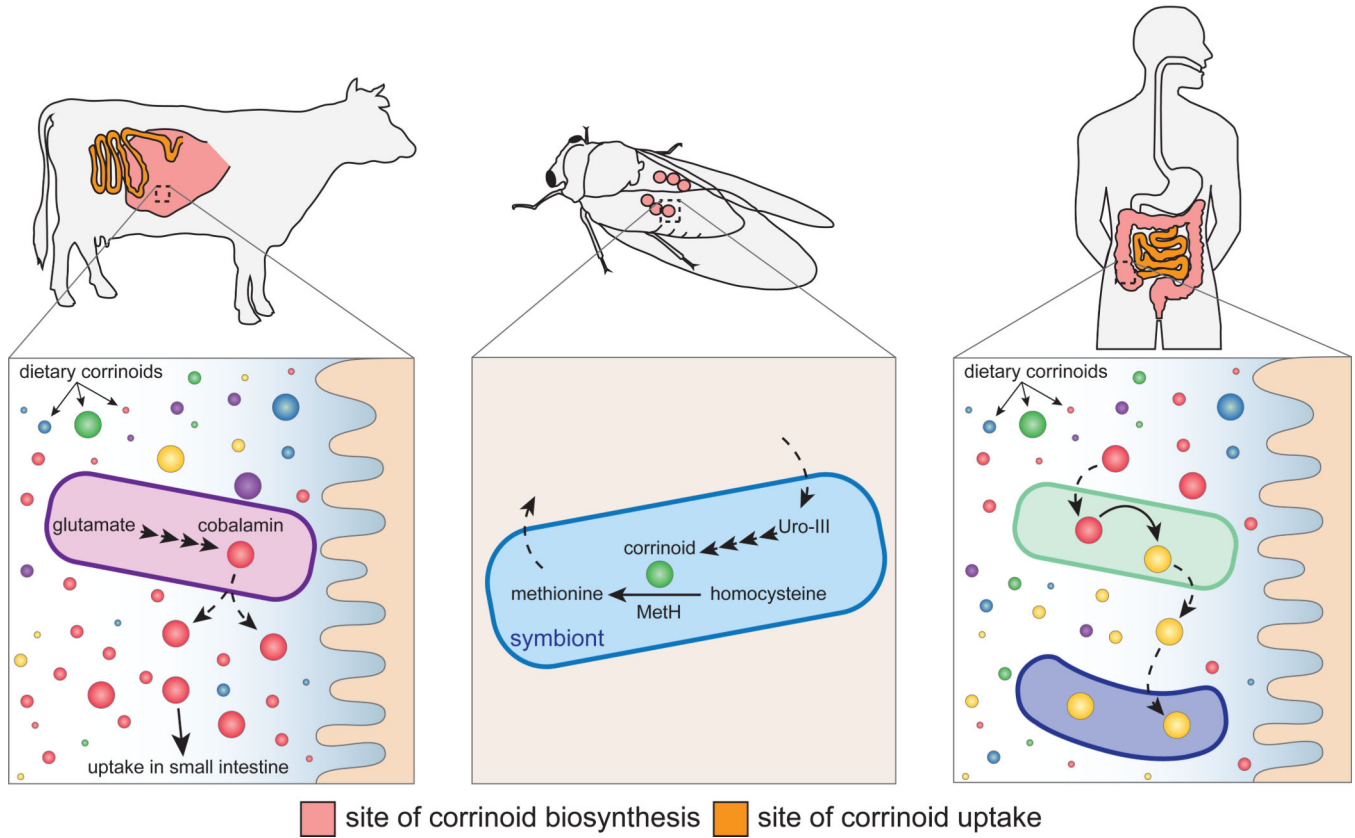 dietary corrinoids
glutamate
cobalamin
uptake in small intestine
Uro-III
corrinoid
methionine
homocysteine
MetH
symbiont
dietary corrinoids
site of corrinoid biosynthesis
site of corrinoid uptake